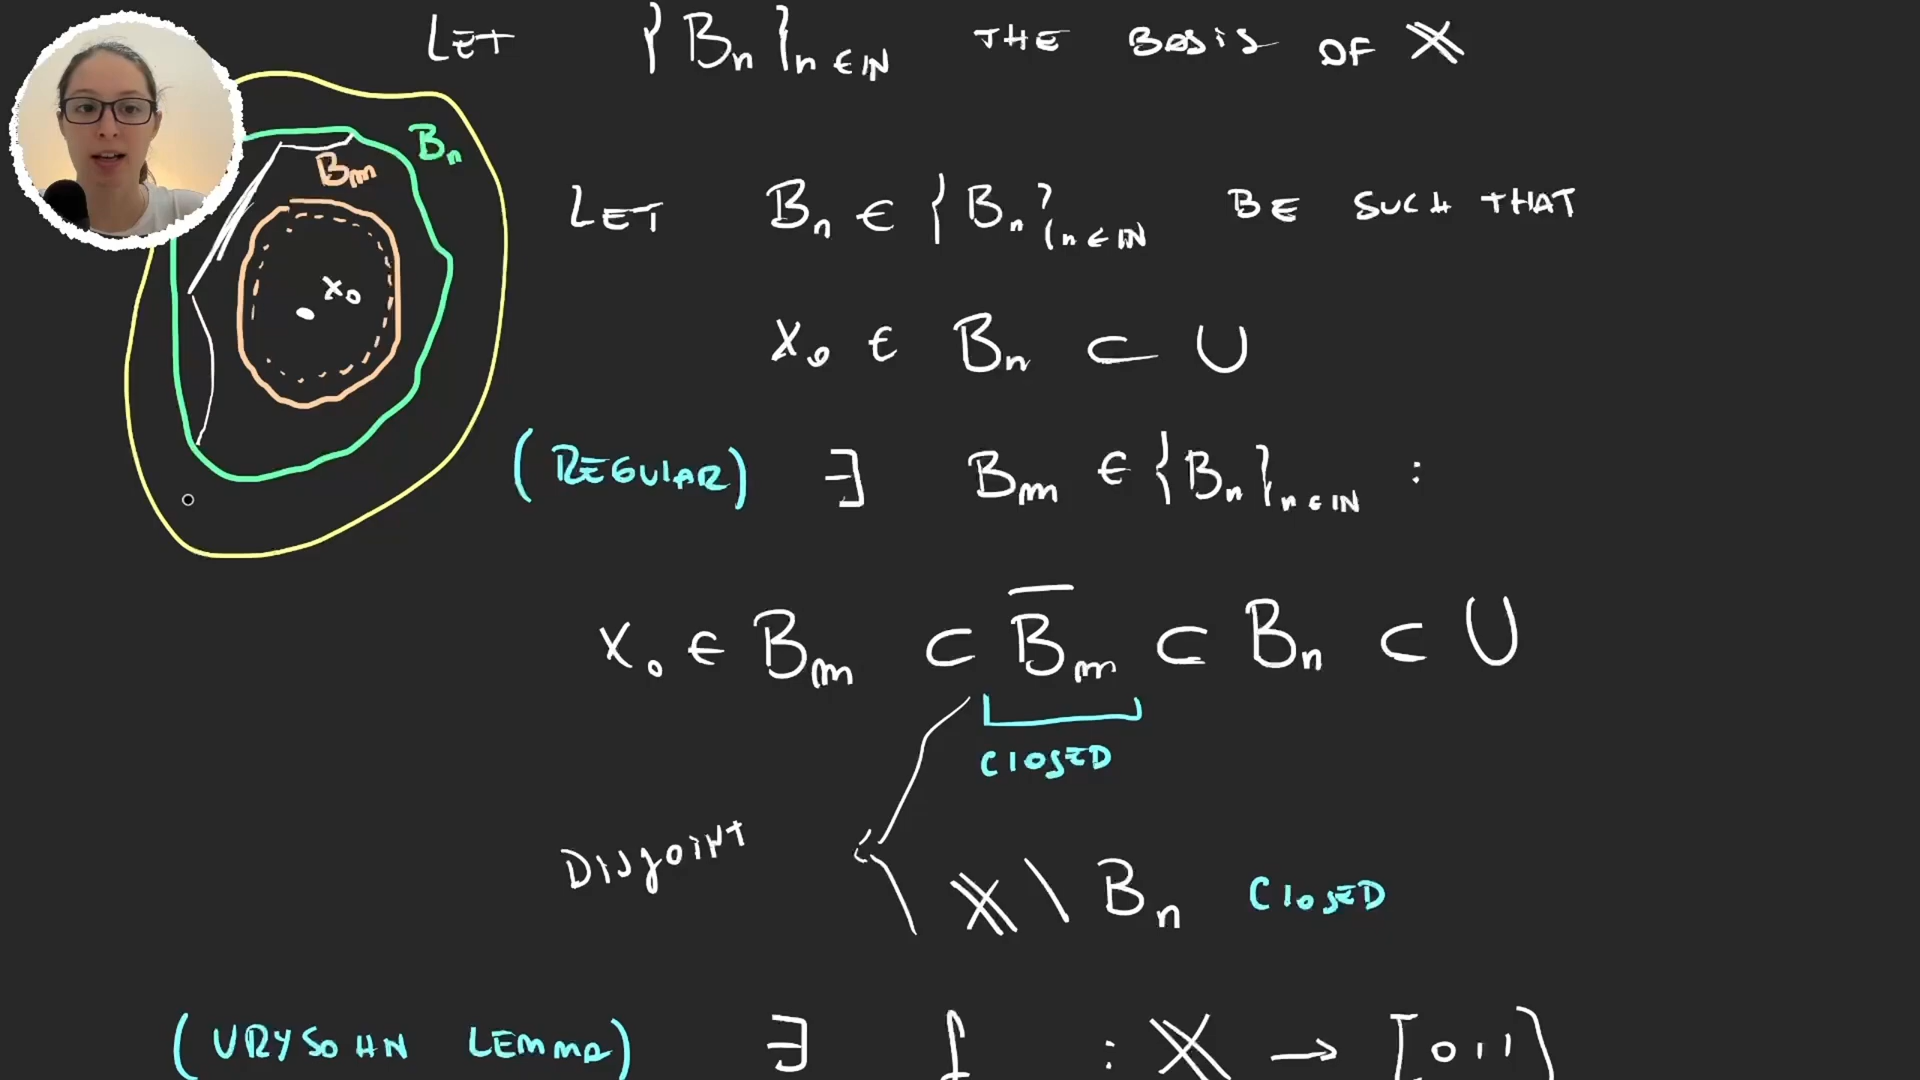 LET {Bn}n∈ℕ THE BASIS OF 𝕏
Bn
Bm
x₀
LET Bn ∈ {Bn}n∈ℕ BE SUCH THAT
x₀ ∈ Bn ⊂ U
(REGULAR) ∃ Bm ∈ {Bn}n∈ℕ :
x₀ ∈ Bm ⊂ B̅m ⊂ Bn ⊂ U
CLOSED
DISJOINT
𝕏 \ Bn CLOSED
(URYSOHN LEMMA) ∃ f : 𝕏 → [0,1]